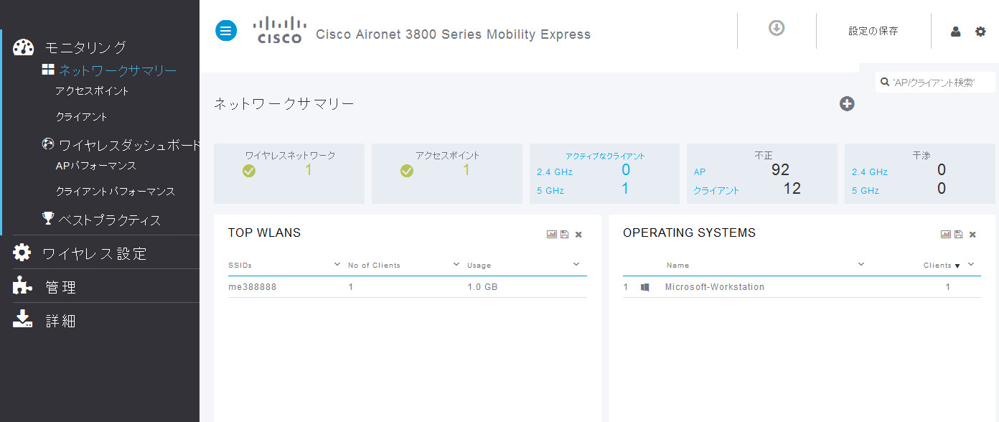 モニタリング
ネットワークサマリー
アクセスポイント
クライアント
ワイヤレスダッシュボード
APパフォーマンス
クライアントパフォーマンス
ベストプラクティス
ワイヤレス設定
管理
詳細
CISCO
Cisco Aironet 3800 Series Mobility Express
設定の保存
'AP/クライアント検索'
ネットワークサマリー
ワイヤレスネットワーク
1
アクセスポイント
1
アクティブなクライアント
2.4 GHz 0
5 GHz 1
不正
AP 92
クライアント 12
干渉
2.4 GHz 0
5 GHz 0
TOP WLANS
SSIDs No of Clients Usage
me388888 1 1.0 GB
OPERATING SYSTEMS
Name Clients
1 Microsoft-Workstation 1